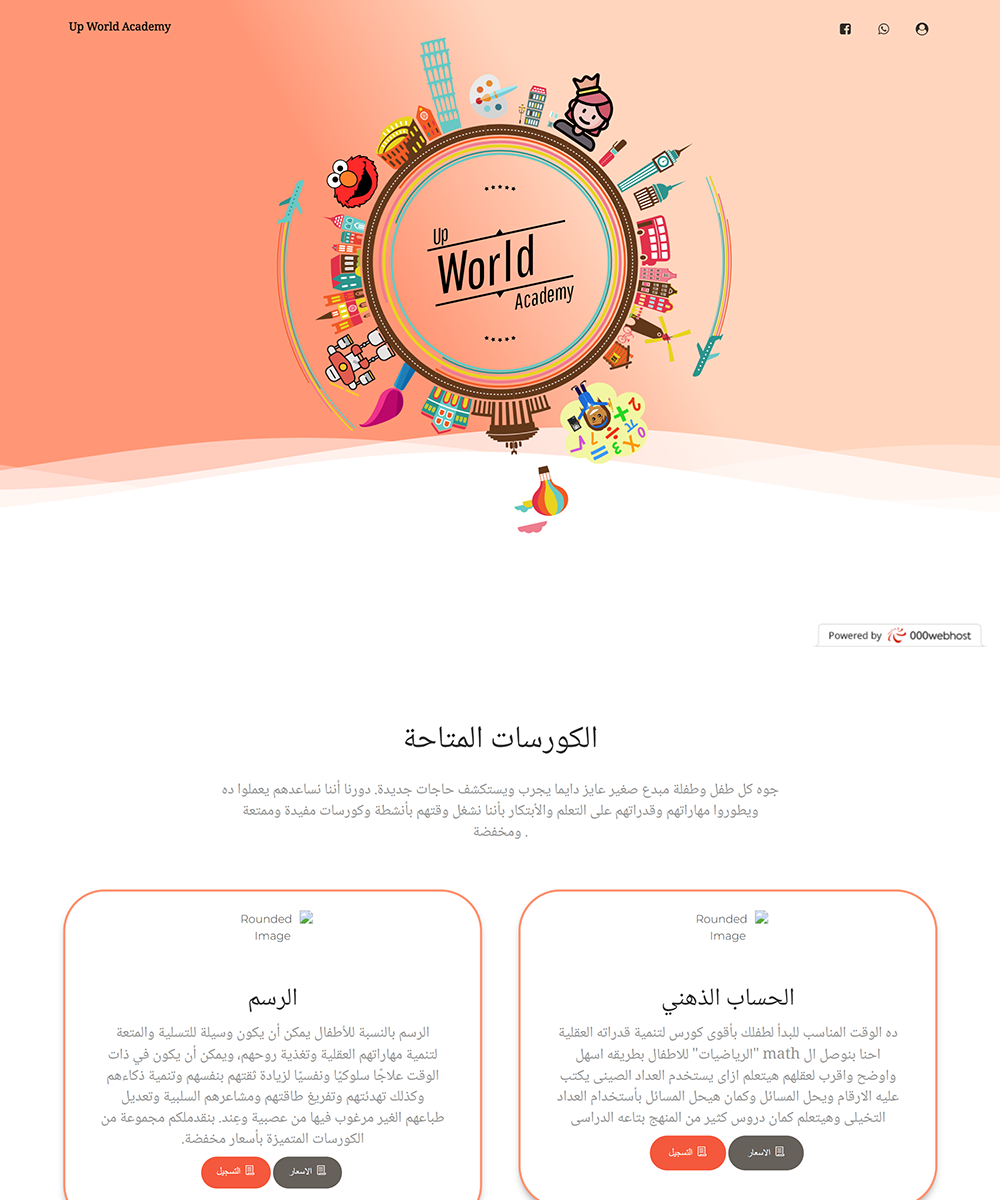 Up World Academy
Up
World
Academy
Powered by 000webhost
الكورسات المتاحة
جوه كل طفل وطفلة مبدع صغير عايز دايما يجرب ويستكشف حاجات جديدة. دورنا أننا نساعدهم يعملوا ده
ويطوروا مهاراتهم وقدراتهم على التعلم والأبتكار بأننا نشغل وقتهم بأنشطة وكورسات مفيدة وممتعة
ومخفضة .
Rounded
Image
الحساب الذهني
ده الوقت المناسب للبدأ لطفلك بأقوى كورس لتنمية قدراته العقلية
احنا بنوصل ال math "الرياضيات" للاطفال بطريقه اسهل
واوضح واقرب لعقلهم هيتعلم ازاى يستخدم العداد الصينى يكتب
عليه الارقام ويحل المسائل وكمان هيحل المسائل بأستخدام العداد
التخيلى وهيتعلم كمان دروس كثير من المنهج بتاعه الدراسى
الاسعار
التسجيل
Rounded
Image
الرسم
الرسم بالنسبة للأطفال يمكن أن يكون وسيلة للتسلية والمتعة
لتنمية مهاراتهم العقلية وتغذية روحهم، ويمكن أن يكون في ذات
الوقت علاجًا سلوكيًا ونفسيًا لزيادة ثقتهم بنفسهم وتنمية ذكاءهم
وكذلك تهدئتهم وتفريغ طاقتهم ومشاعرهم السلبية وتعديل
طباعهم الغير مرغوب فيها من عصبية وعند. بنقدملكم مجموعة من
الكورسات المتميزة بأسعار مخفضة.
الاسعار
التسجيل